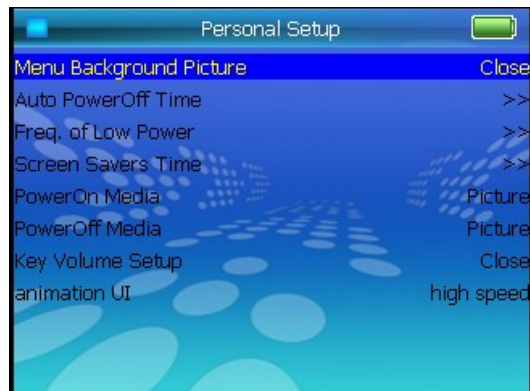 Personal Setup
Menu Background Picture Close
Auto PowerOff Time >>
Freq. of Low Power >>
Screen Savers Time >>
PowerOn Media Picture
PowerOff Media Picture
Key Volume Setup Close
animation UI high speed